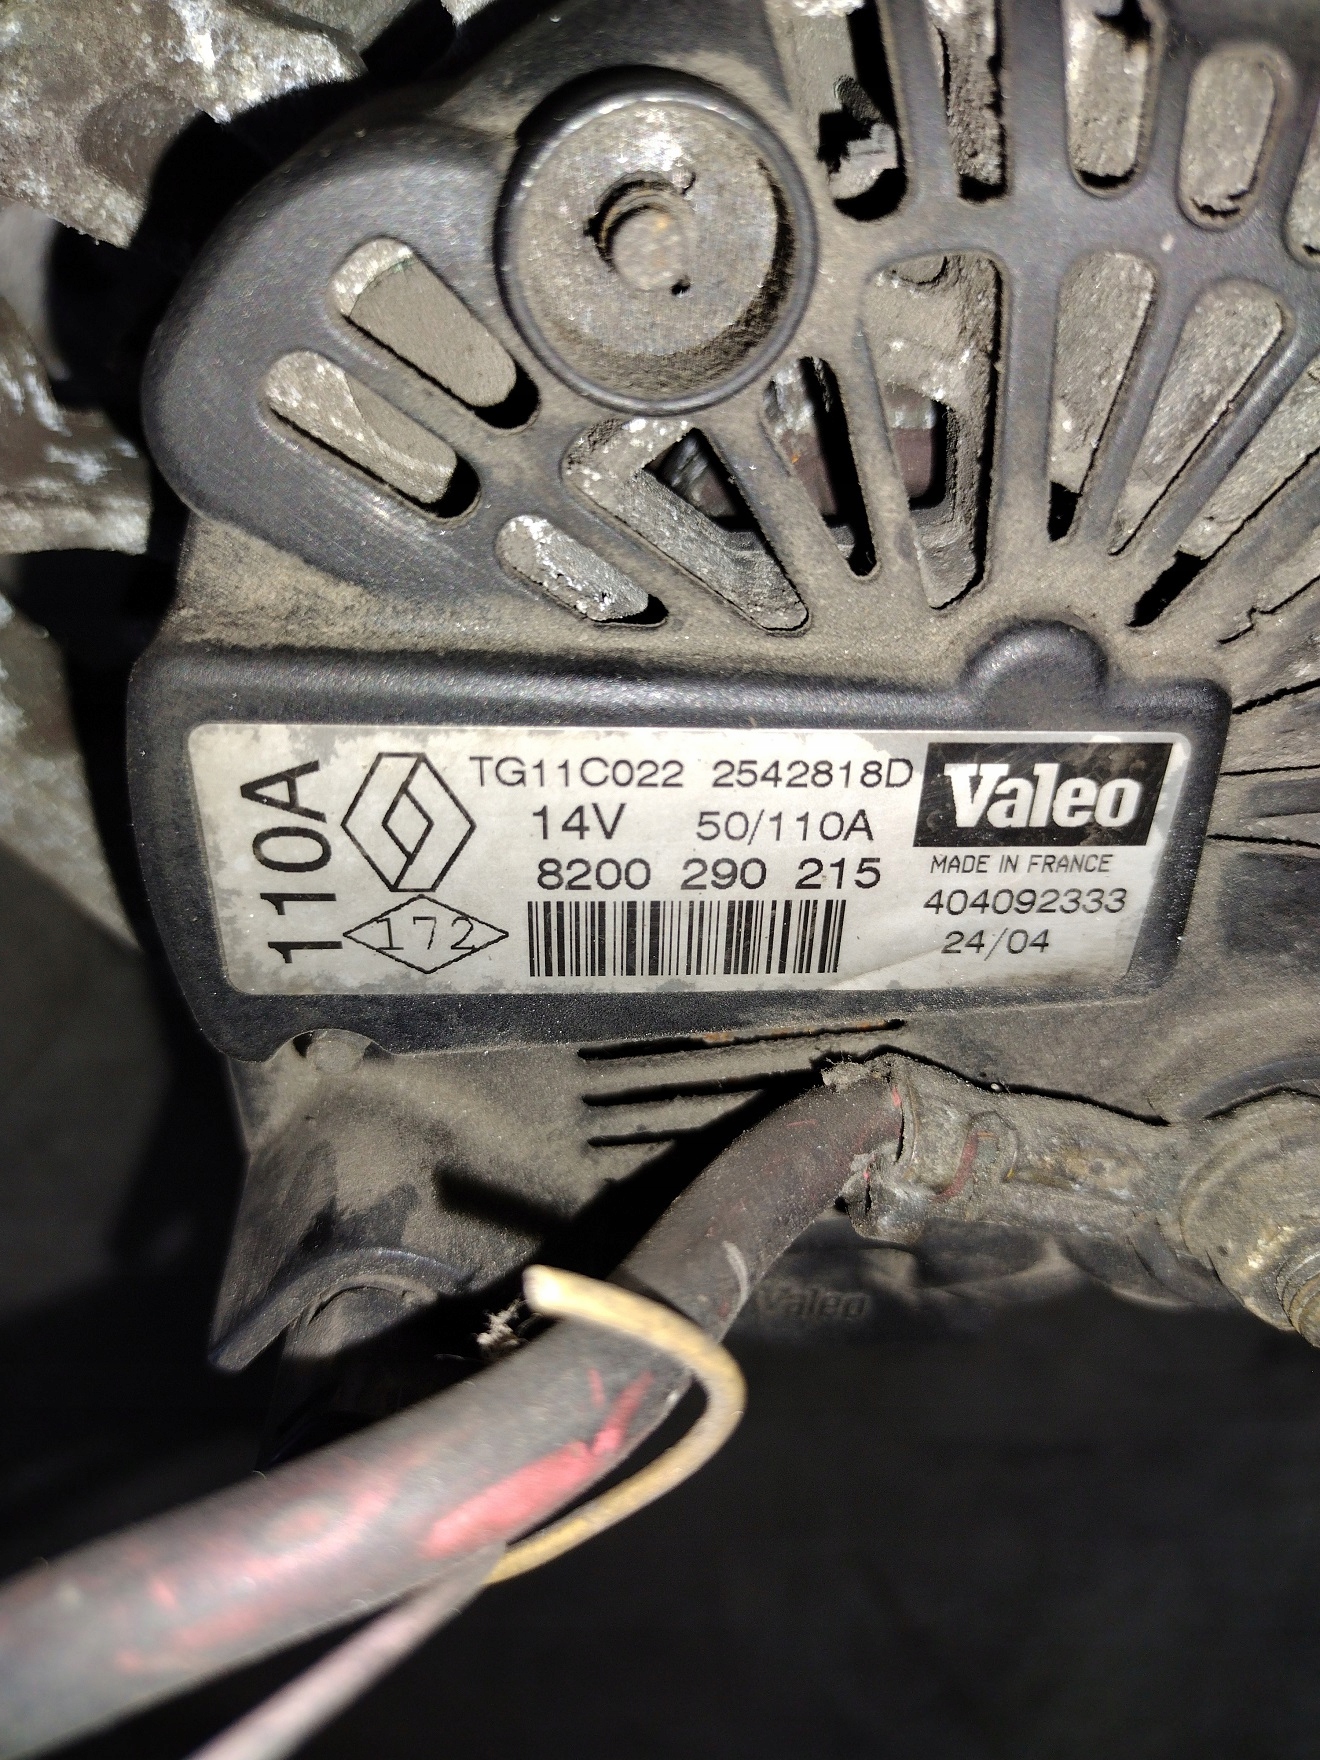 110A
TG11C022 2542818D
14V 50/110A
8200 290 215
172
Valeo
MADE IN FRANCE
404092333
24/04
Valeo